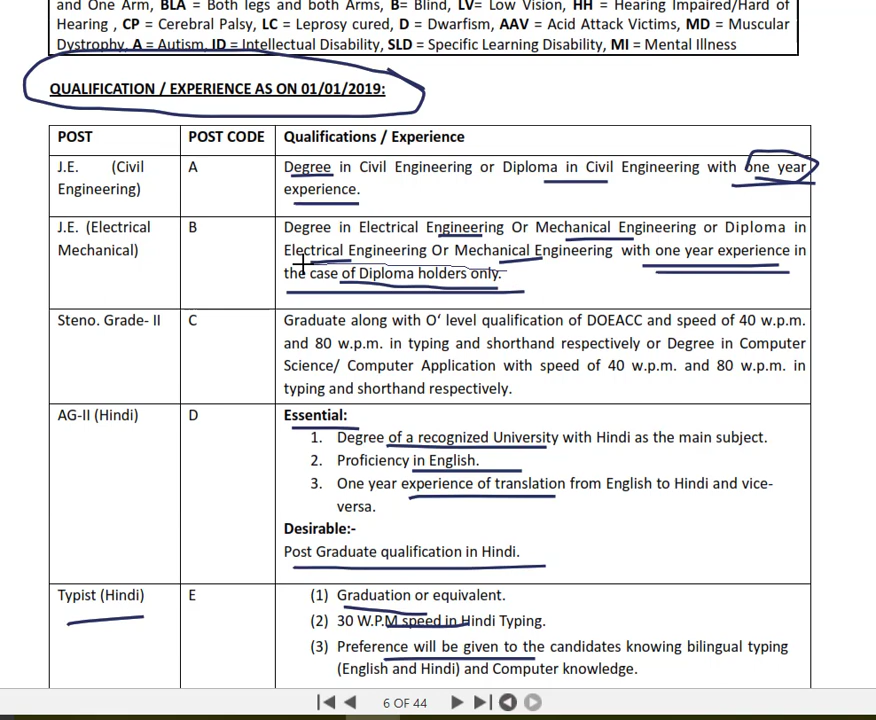 and One Arm, BLA = Both legs and both Arms, B= Blind, LV= Low Vision, HH = Hearing Impaired/Hard of
Hearing , CP = Cerebral Palsy, LC = Leprosy cured, D = Dwarfism, AAV = Acid Attack Victims, MD = Muscular
Dystrophy, A = Autism, ID = Intellectual Disability, SLD = Specific Learning Disability, MI = Mental Illness
QUALIFICATION / EXPERIENCE AS ON 01/01/2019:
POST POST CODE Qualifications / Experience
J.E. (Civil A Degree in Civil Engineering or Diploma in Civil Engineering with one year
Engineering) experience.
J.E. (Electrical B Degree in Electrical Engineering Or Mechanical Engineering or Diploma in
Mechanical) Electrical Engineering Or Mechanical Engineering with one year experience in
the case of Diploma holders only.
Steno. Grade- II C Graduate along with O’ level qualification of DOEACC and speed of 40 w.p.m.
and 80 w.p.m. in typing and shorthand respectively or Degree in Computer
Science/ Computer Application with speed of 40 w.p.m. and 80 w.p.m. in
typing and shorthand respectively.
AG-II (Hindi) D Essential:
1. Degree of a recognized University with Hindi as the main subject.
2. Proficiency in English.
3. One year experience of translation from English to Hindi and vice-
versa.
Desirable:-
Post Graduate qualification in Hindi.
Typist (Hindi) E (1) Graduation or equivalent.
(2) 30 W.P.M speed in Hindi Typing.
(3) Preference will be given to the candidates knowing bilingual typing
(English and Hindi) and Computer knowledge.
6 OF 44